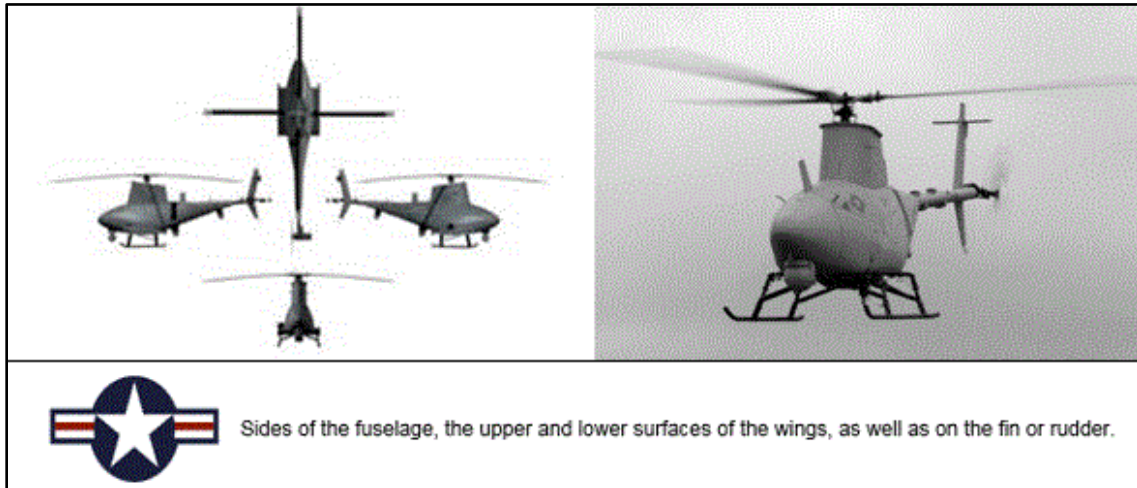 Sides of the fuselage, the upper and lower surfaces of the wings, as well as on the fin or rudder.